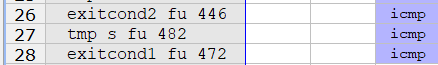 26 exitcond2 fu 446 icmp
27 tmp s fu 482 icmp
28 exitcond1 fu 472 icmp